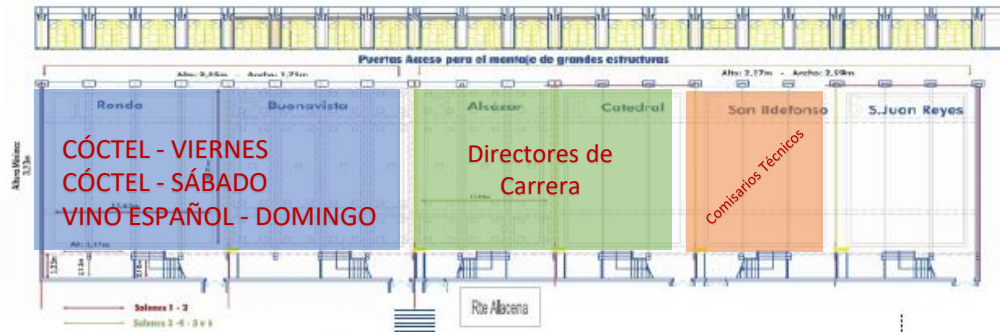 Puertas Acceso para el montaje de grandes estructuras
Alto: 2,27m - Ancho: 2,59m
Ronda
Buenavista
Alcázar
Catedral
San Ildefonso
S.Juan Reyes
CÓCTEL - VIERNES
CÓCTEL - SÁBADO
VINO ESPAÑOL - DOMINGO
Directores de
Carrera
Comisarios Técnicos
Altura Mínima:
Salones 1 - 2
Rte Allacena